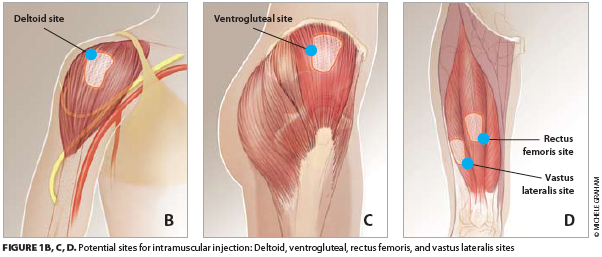 Deltoid site
B
Ventrogluteal site
C
Rectus
femoris site
Vastus
lateralis site
D
© MICHELE GRAHAM
FIGURE 1B, C, D. Potential sites for intramuscular injection: Deltoid, ventrogluteal, rectus femoris, and vastus lateralis sites